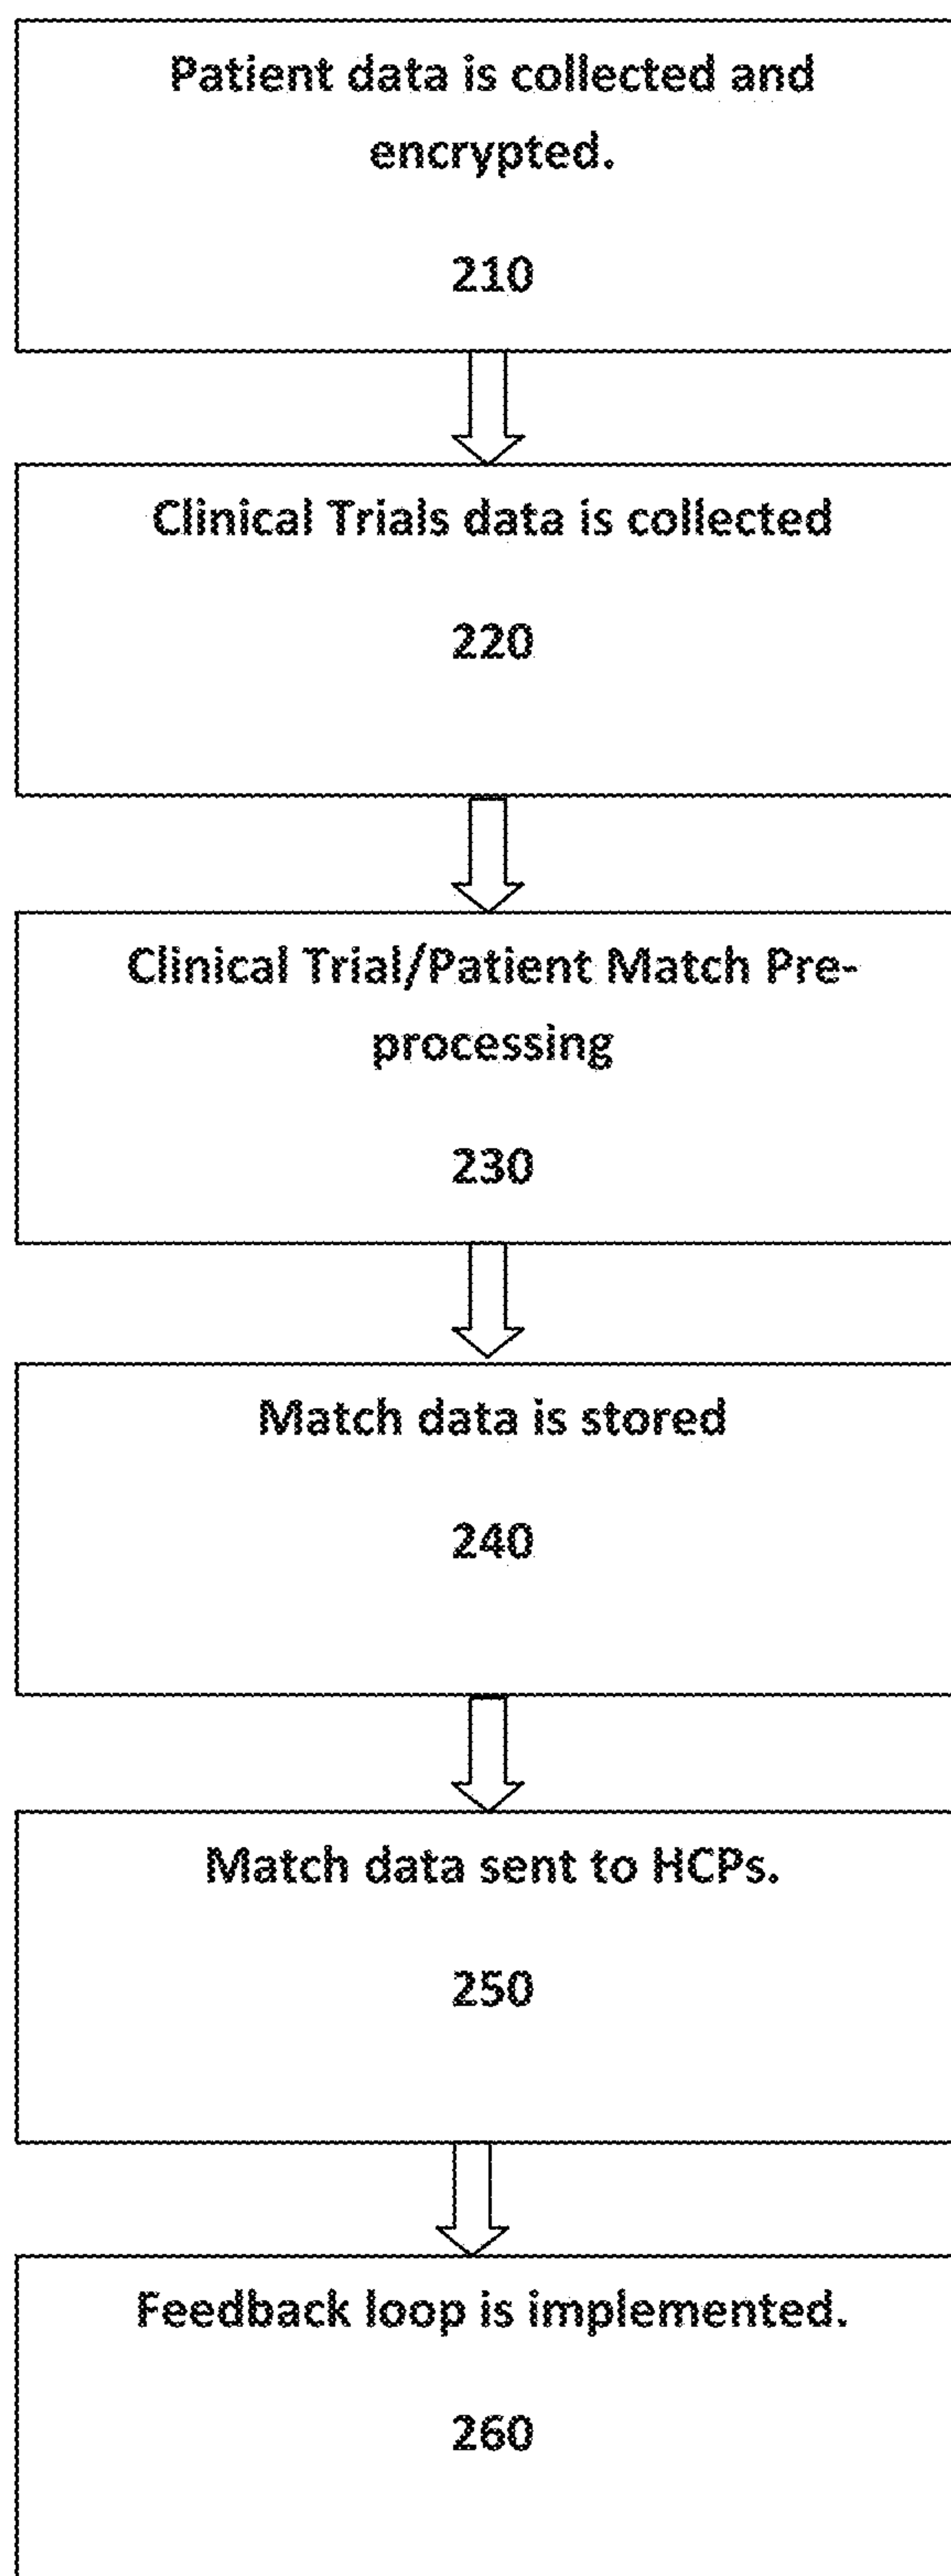 Patient data is collected and
encrypted.
210
Clinical Trials data is collected
220
Clinical Trial/Patient Match Pre-
processing
230
Match data is stored
240
Match data sent to HCPs.
250
Feedback loop is implemented.
260